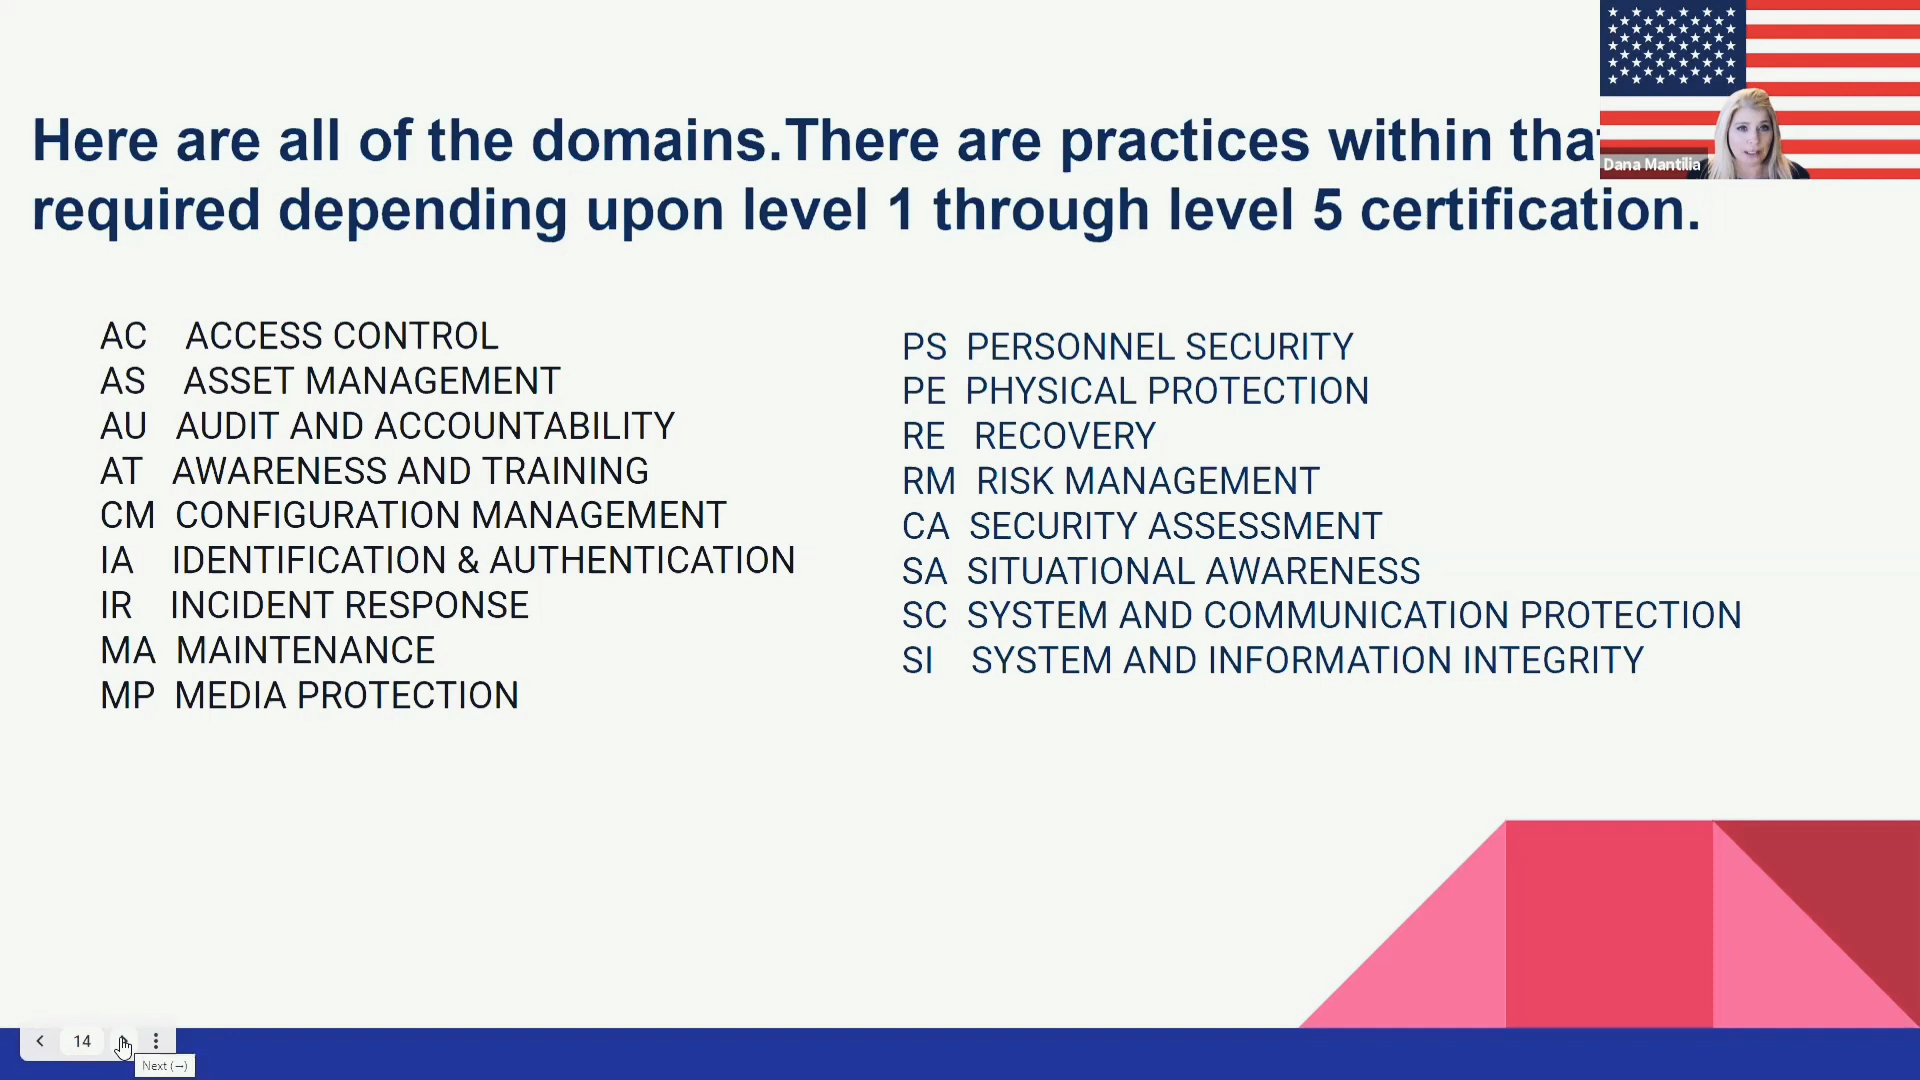 Here are all of the domains.There are practices within
required depending upon level 1 through level 5 certification.
Dana Mantilia
AC ACCESS CONTROL
AS ASSET MANAGEMENT
AU AUDIT AND ACCOUNTABILITY
AT AWARENESS AND TRAINING
CM CONFIGURATION MANAGEMENT
IA IDENTIFICATION & AUTHENTICATION
IR INCIDENT RESPONSE
MA MAINTENANCE
MP MEDIA PROTECTION
PS PERSONNEL SECURITY
PE PHYSICAL PROTECTION
RE RECOVERY
RM RISK MANAGEMENT
CA SECURITY ASSESSMENT
SA SITUATIONAL AWARENESS
SC SYSTEM AND COMMUNICATION PROTECTION
SI SYSTEM AND INFORMATION INTEGRITY
14
Next (→)